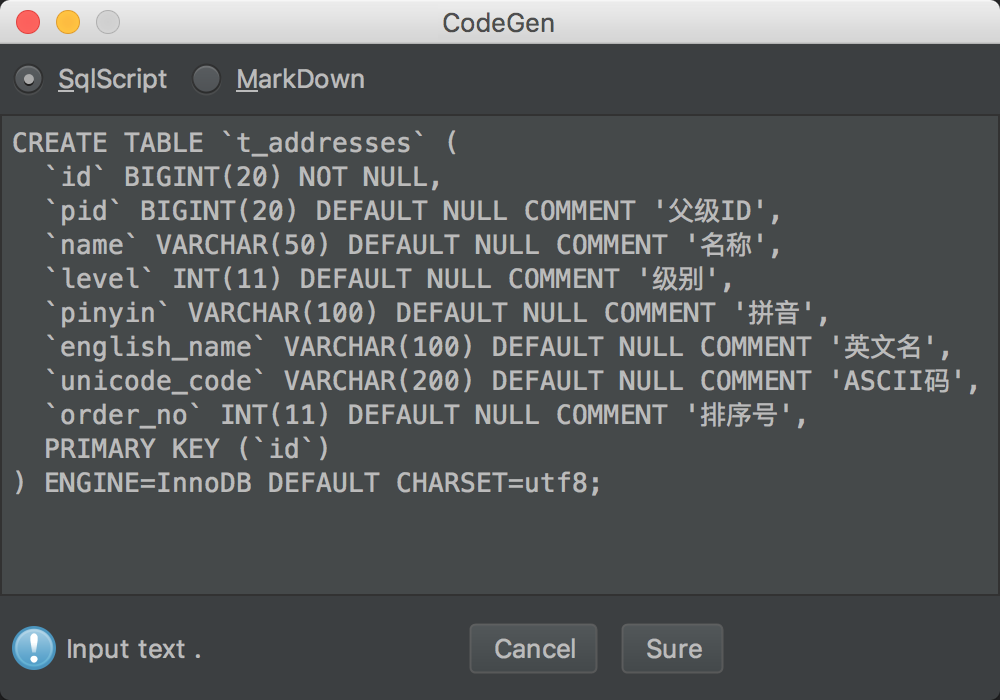 CodeGen
SqlScript MarkDown
CREATE TABLE `t_addresses` (
  `id` BIGINT(20) NOT NULL,
  `pid` BIGINT(20) DEFAULT NULL COMMENT '父级ID',
  `name` VARCHAR(50) DEFAULT NULL COMMENT '名称',
  `level` INT(11) DEFAULT NULL COMMENT '级别',
  `pinyin` VARCHAR(100) DEFAULT NULL COMMENT '拼音',
  `english_name` VARCHAR(100) DEFAULT NULL COMMENT '英文名',
  `unicode_code` VARCHAR(200) DEFAULT NULL COMMENT 'ASCII码',
  `order_no` INT(11) DEFAULT NULL COMMENT '排序号',
  PRIMARY KEY (`id`)
) ENGINE=InnoDB DEFAULT CHARSET=utf8;
Input text . Cancel Sure